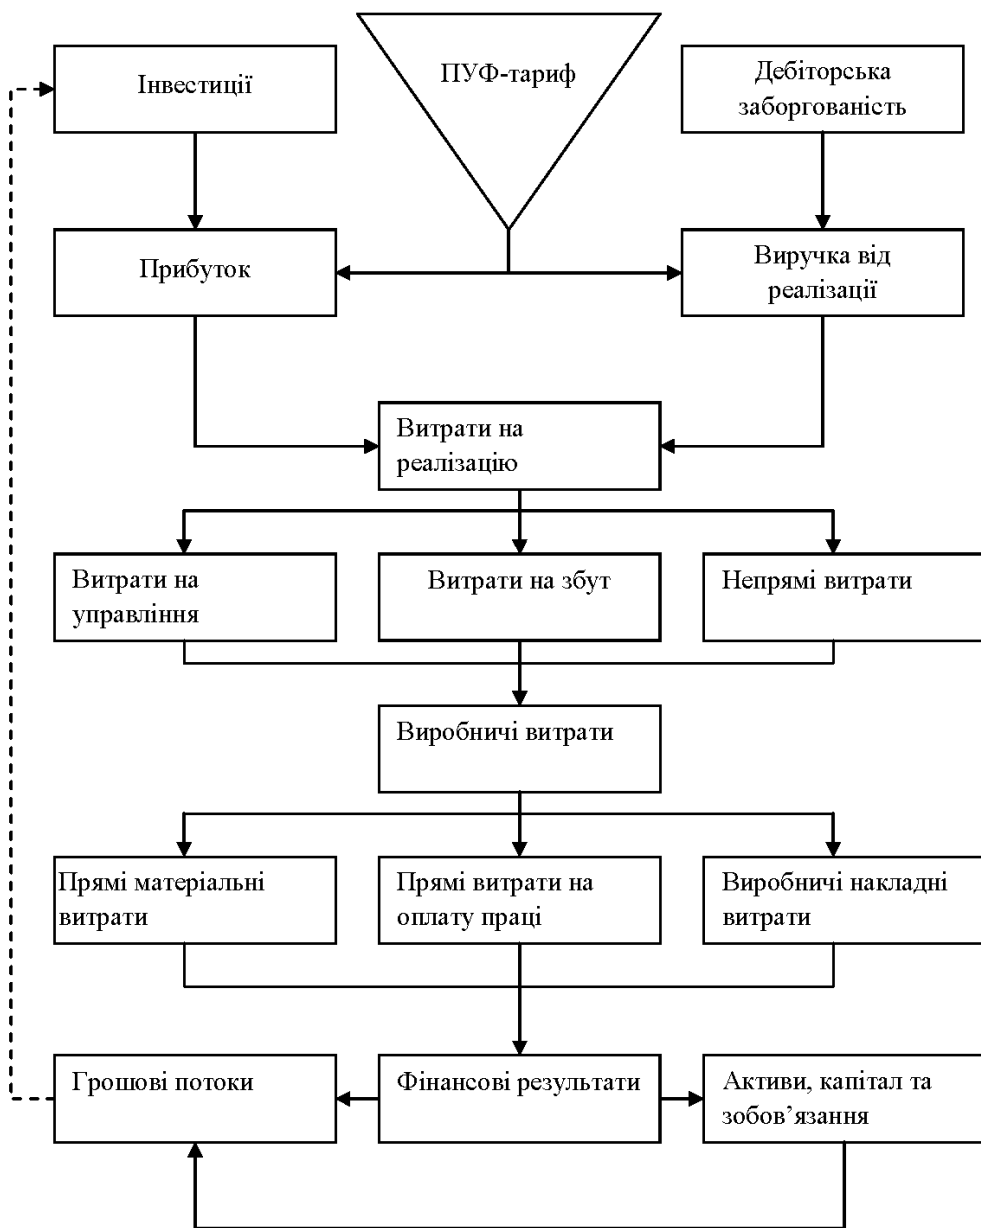 Інвестиції
ПУФ-тариф
Дебіторська
заборгованість
Прибуток
Виручка від
реалізації
Витрати на
реалізацію
Витрати на
управління
Витрати на збут
Непрямі витрати
Виробничі витрати
Прямі матеріальні
витрати
Прямі витрати на
оплату праці
Виробничі накладні
витрати
Грошові потоки
Фінансові результати
Активи, капітал та
зобов’язання